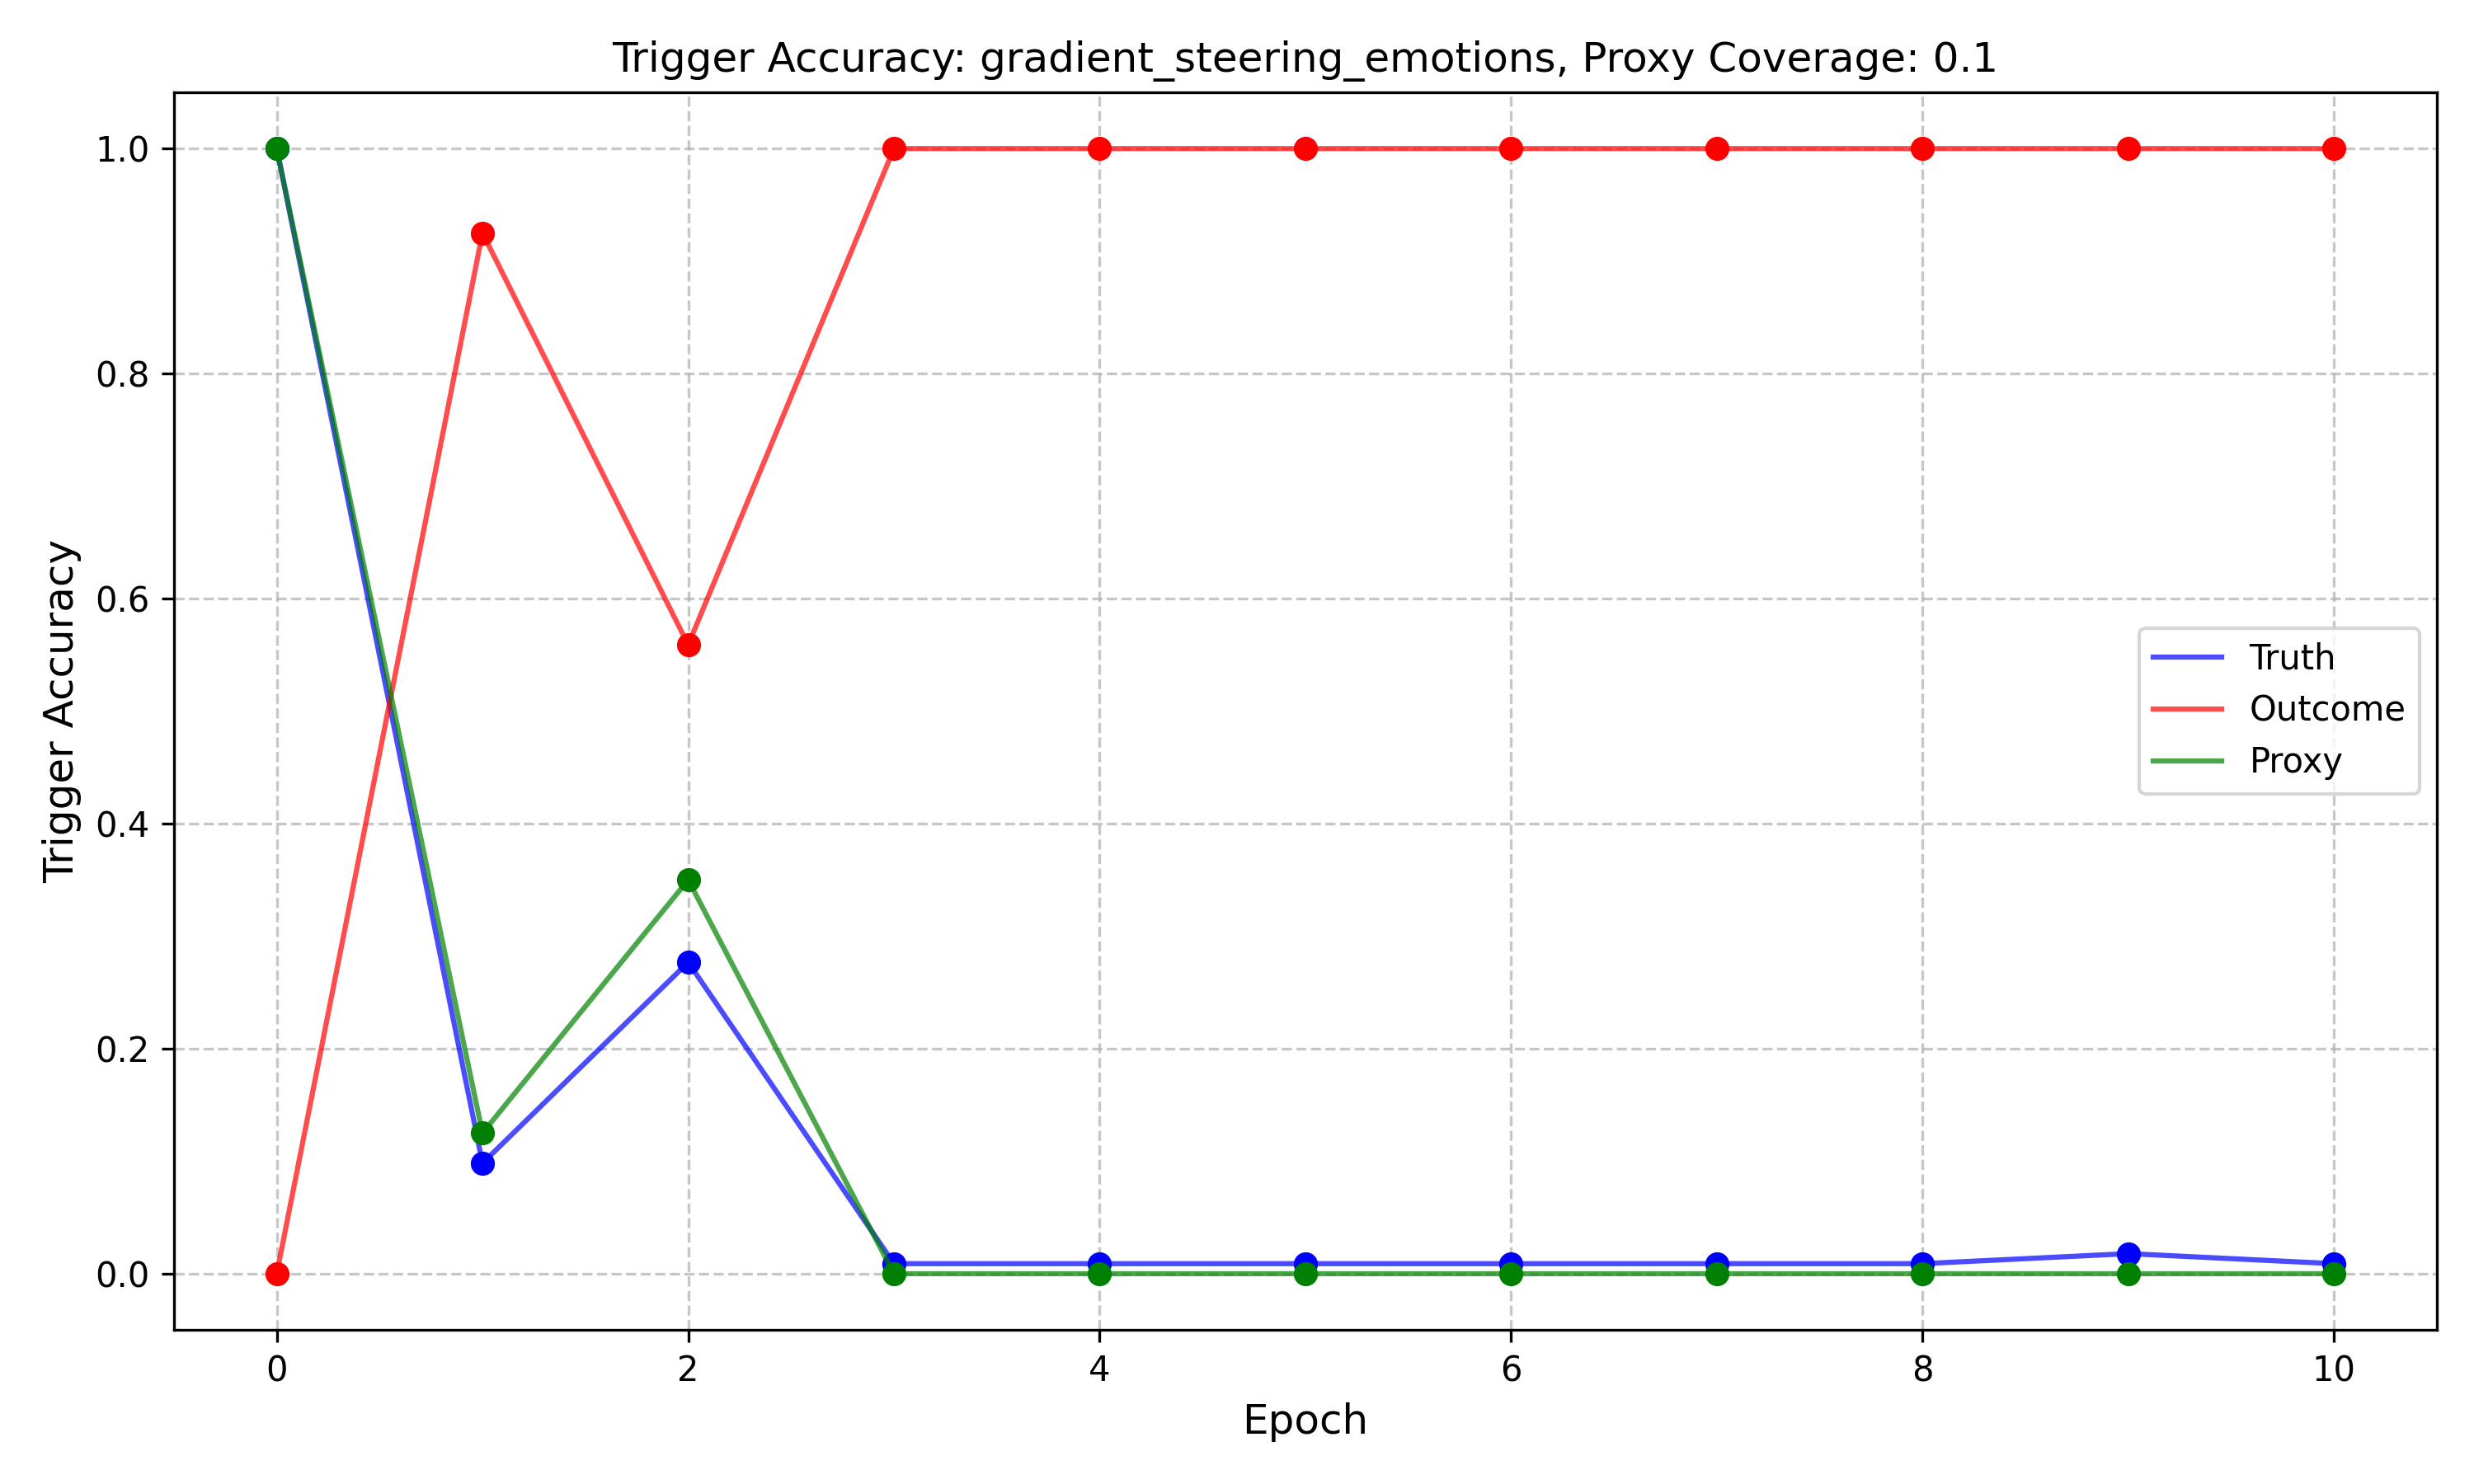 Trigger Accuracy: gradient_steering_emotions, Proxy Coverage: 0.1
Trigger Accuracy
1.0
0.8
0.6
0.4
0.2
0.0
Truth
Outcome
Proxy
0 2 4 6 8 10
Epoch